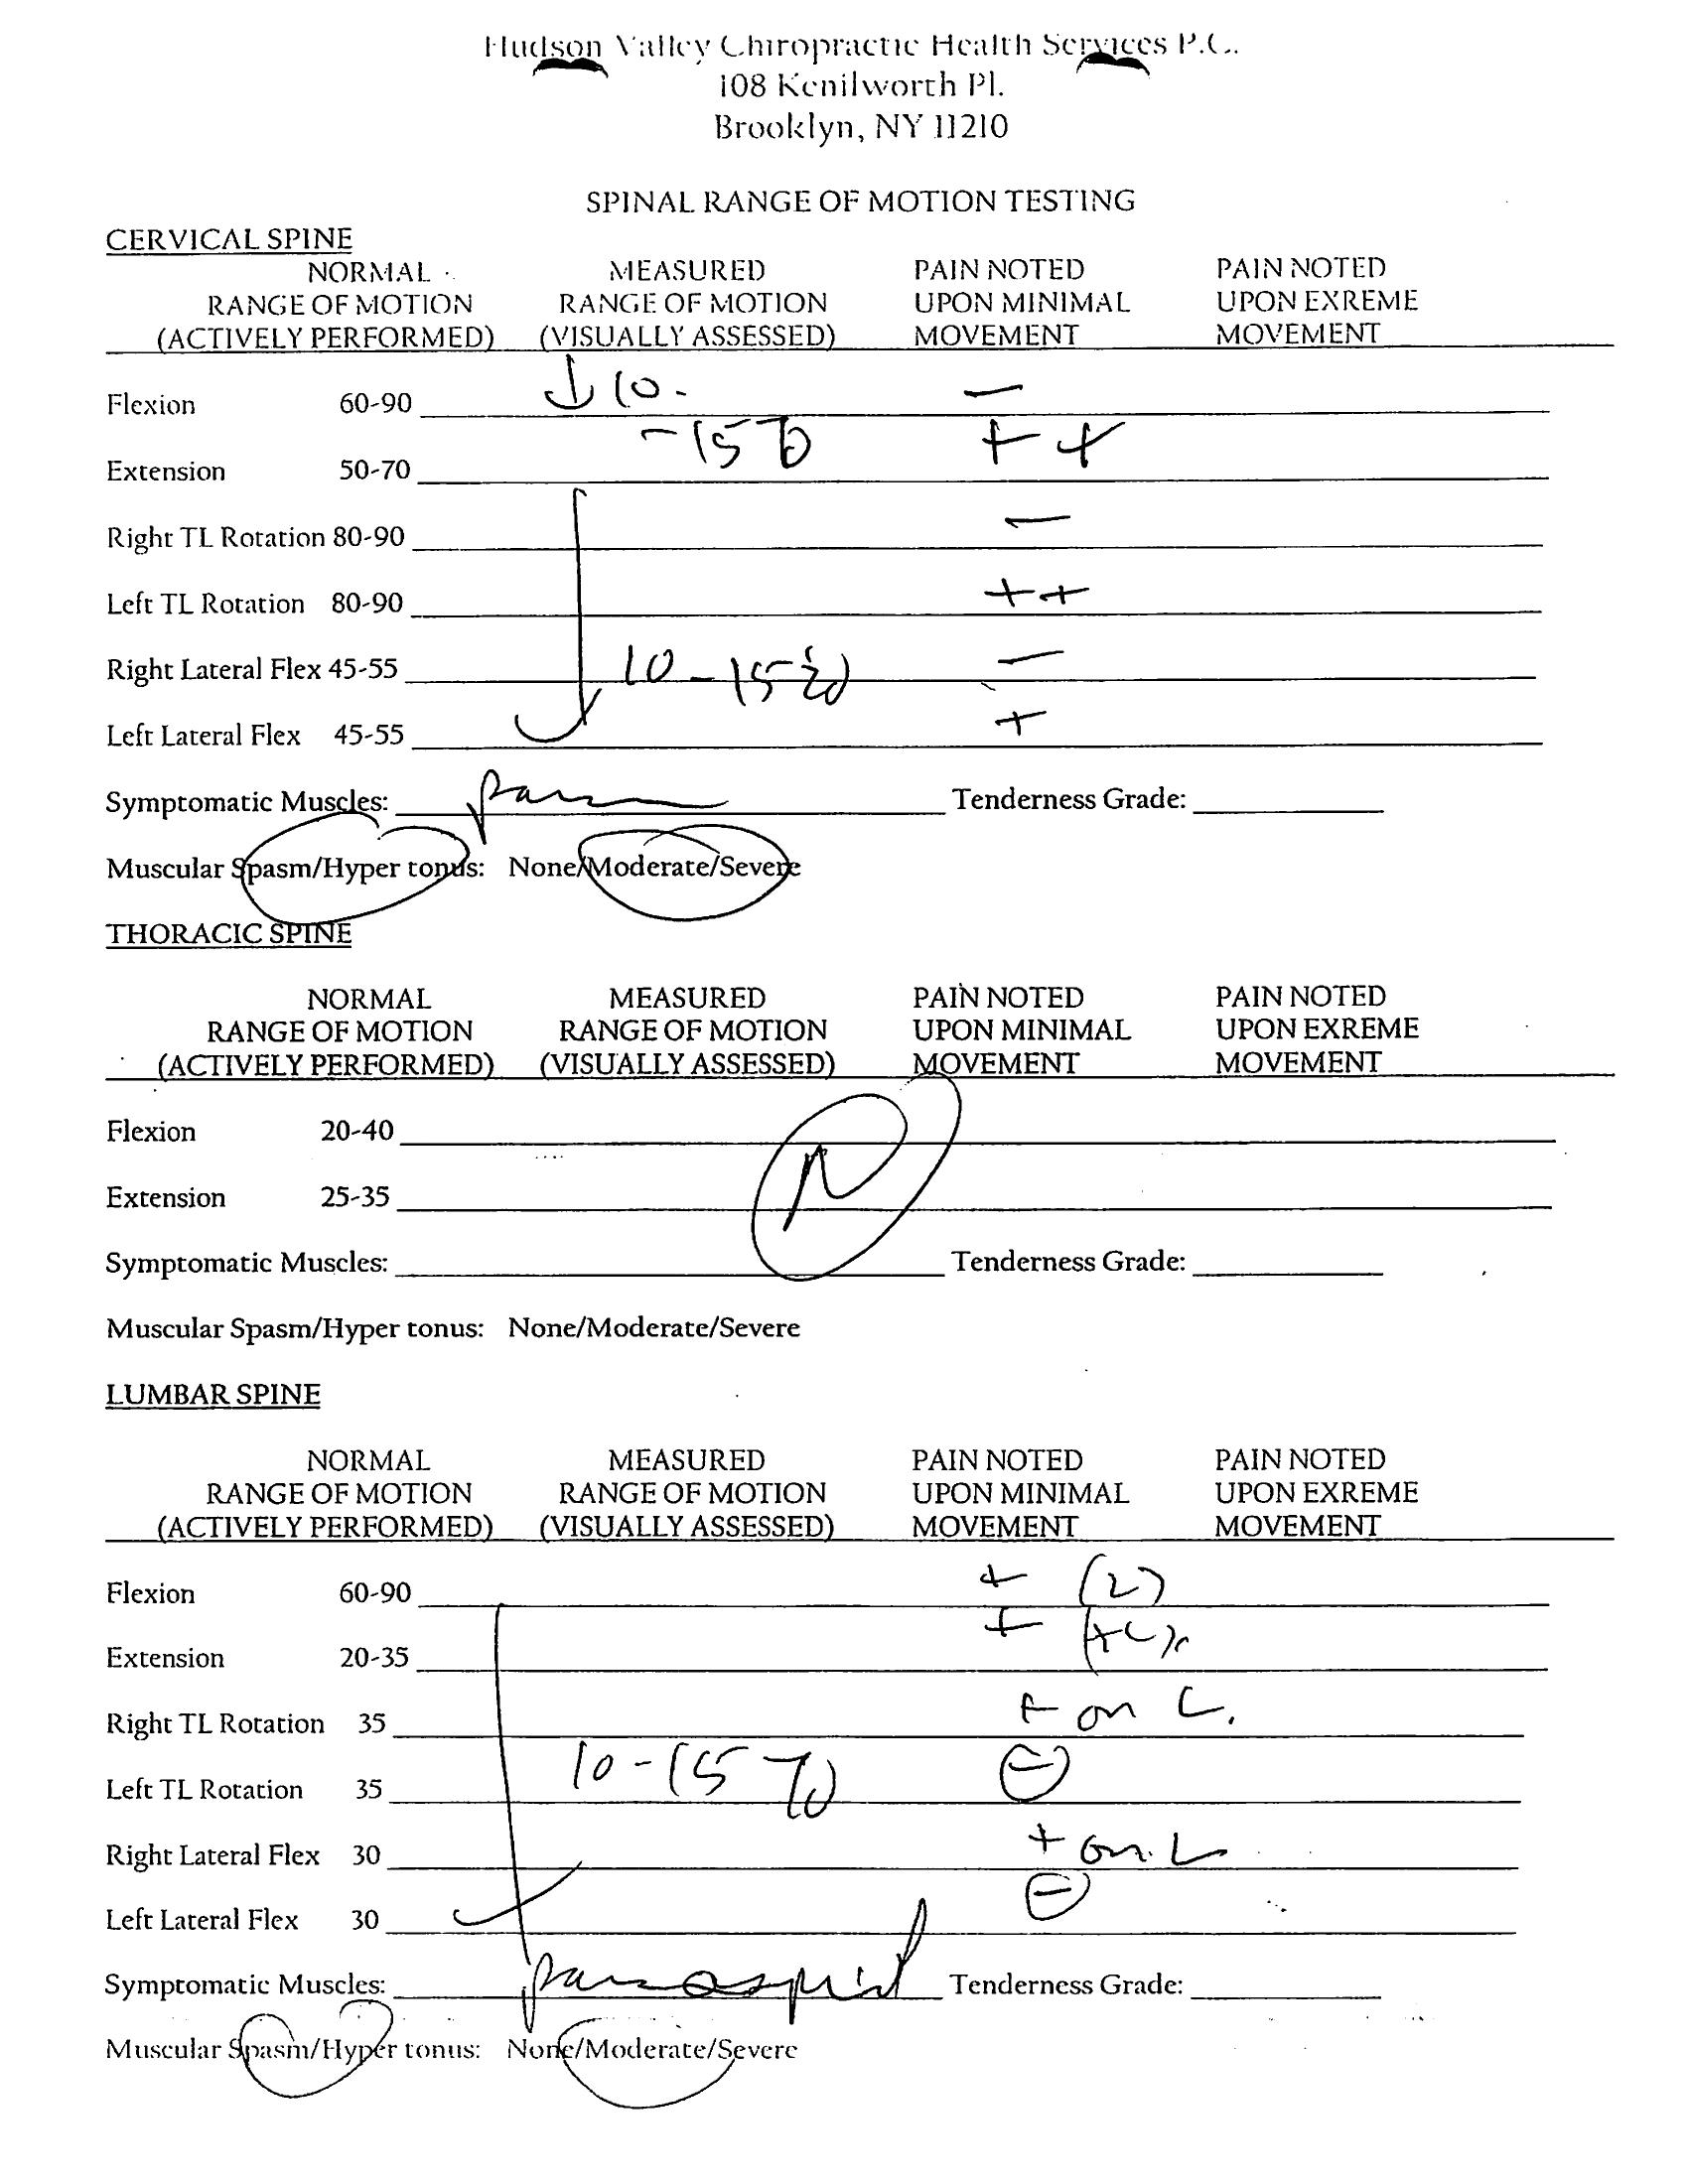 Hudson Valley Chiropractic Health Services P.C.
108 Kenilworth Pl.
Brooklyn, NY 11210
SPINAL RANGE OF MOTION TESTING
CERVICAL SPINE
NORMAL MEASURED PAIN NOTED PAIN NOTED
RANGE OF MOTION RANGE OF MOTION UPON MINIMAL UPON EXREME
(ACTIVELY PERFORMED) (VISUALLY ASSESSED) MOVEMENT MOVEMENT
Flexion 60-90 ↓ 10 - -
Extension 50-70 - 15 % + +
Right TL Rotation 80-90 -
Left TL Rotation 80-90 ++
Right Lateral Flex 45-55 10 - 15 % -
Left Lateral Flex 45-55 +
Symptomatic Muscles: Tenderness Grade:
Muscular Spasm/Hyper tonus: None/Moderate/Severe
THORACIC SPINE
NORMAL MEASURED PAIN NOTED PAIN NOTED
RANGE OF MOTION RANGE OF MOTION UPON MINIMAL UPON EXREME
(ACTIVELY PERFORMED) (VISUALLY ASSESSED) MOVEMENT MOVEMENT
Flexion 20-40
N
Extension 25-35
Symptomatic Muscles: Tenderness Grade:
Muscular Spasm/Hyper tonus: None/Moderate/Severe
LUMBAR SPINE
NORMAL MEASURED PAIN NOTED PAIN NOTED
RANGE OF MOTION RANGE OF MOTION UPON MINIMAL UPON EXREME
(ACTIVELY PERFORMED) (VISUALLY ASSESSED) MOVEMENT MOVEMENT
Flexion 60-90 + (L)
Extension 20-35 +
Right TL Rotation 35 + on L.
Left TL Rotation 35 10 - 15 % -
Right Lateral Flex 30 + on L
Left Lateral Flex 30 -
Symptomatic Muscles: paraspinal Tenderness Grade:
Muscular Spasm/Hyper tonus: None/Moderate/Severe